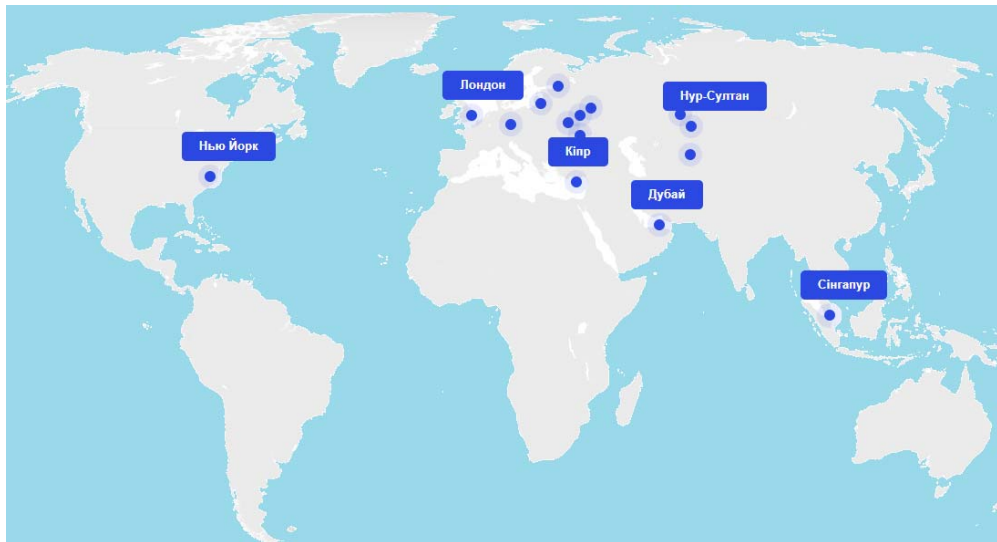 Лондон
Нур-Султан
Нью Йорк
Кіпр
Дубай
Сінгапур